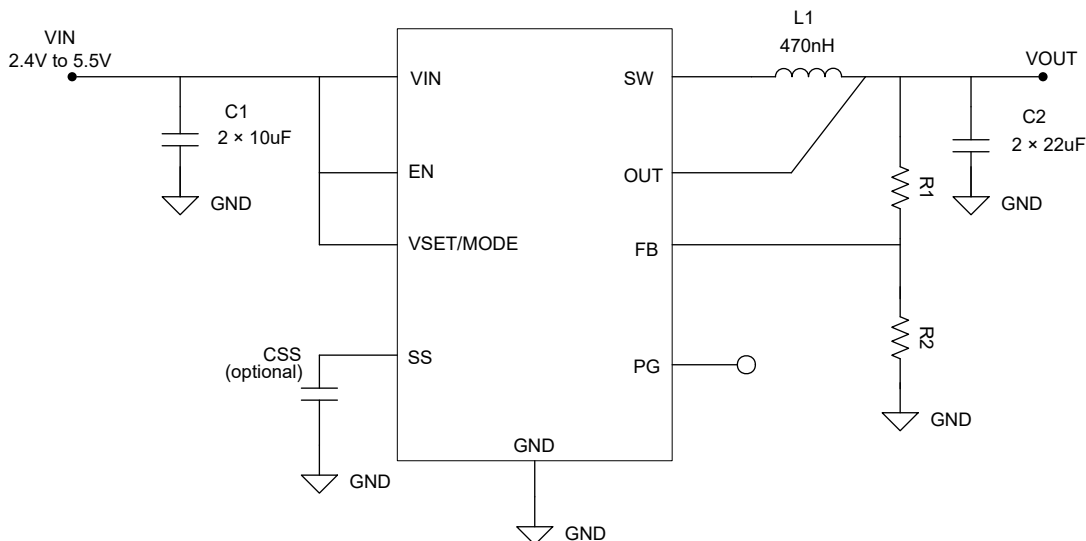 L1
470nH
VIN
2.4V to 5.5V
VOUT
VIN
SW
C1
2 × 10uF
C2
2 × 22uF
EN
OUT
R1
GND
GND
VSET/MODE
FB
R2
CSS
(optional)
SS
PG
GND
GND
GND
GND